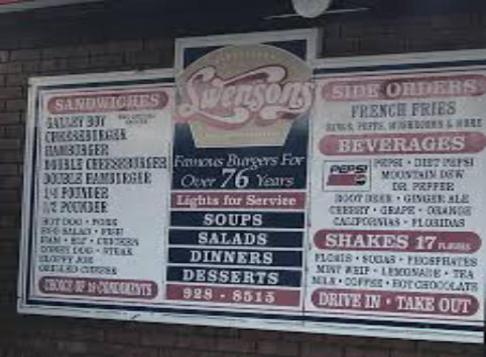 SANDWICHES
GALLEY BOY
CHEESEBURGER
HAMBURGER
DOUBLE CHEESEBURGER
DOUBLE HAMBURGER
1/4 POUNDER
1/2 POUNDER
HOT DOG • PORK
EGG SALAD • FISH
HAM • BLT • CHICKEN
CONEY DOG • STEAK
SLOPPY JOE
GRILLED CHEESE
CHOICE OF 19 CONDIMENTS
Swensons
Famous Burgers For
Over 76 Years
Lights for Service
SOUPS
SALADS
DINNERS
DESSERTS
928 • 8515
SIDE ORDERS
FRENCH FRIES
RINGS, PUFFS, MUSHROOMS & MORE
BEVERAGES
PEPSI
PEPSI • DIET PEPSI
MOUNTAIN DEW
DR. PEPPER
ROOT BEER • GINGER ALE
CHERRY • GRAPE • ORANGE
CALIFORNIAS • FLORIDAS
SHAKES 17 FLAVORS
FLOATS • SODAS • PHOSPHATES
MINT WHIP • LEMONADE • TEA
MILK • COFFEE • HOT CHOCOLATE
DRIVE IN • TAKE OUT